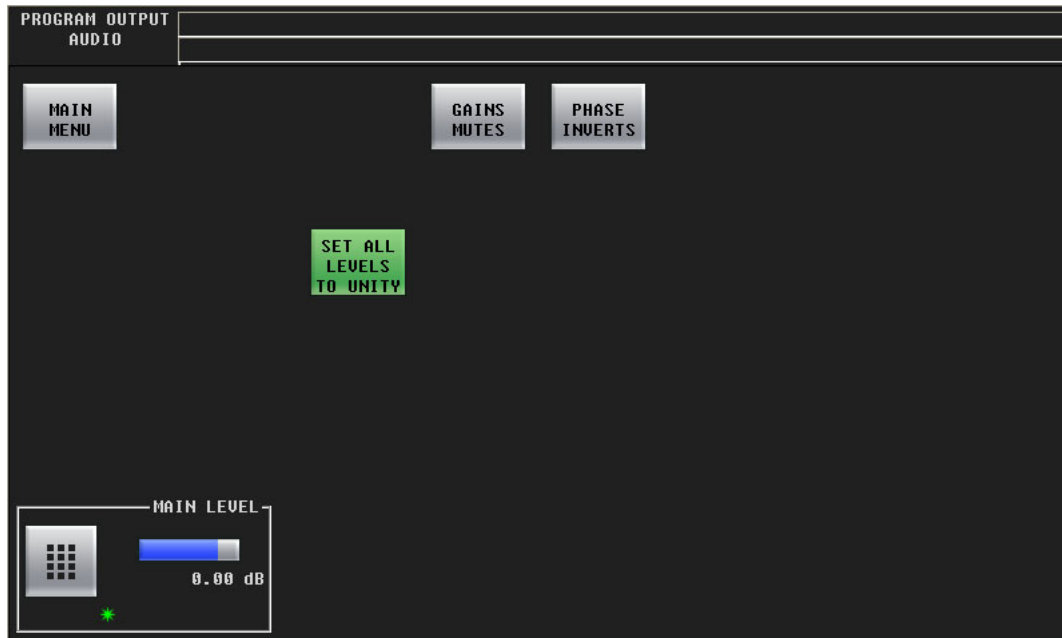 PROGRAM OUTPUT
AUDIO
MAIN
MENU
GAINS
MUTES
PHASE
INVERTS
SET ALL
LEVELS
TO UNITY
MAIN LEVEL
0.00 dB